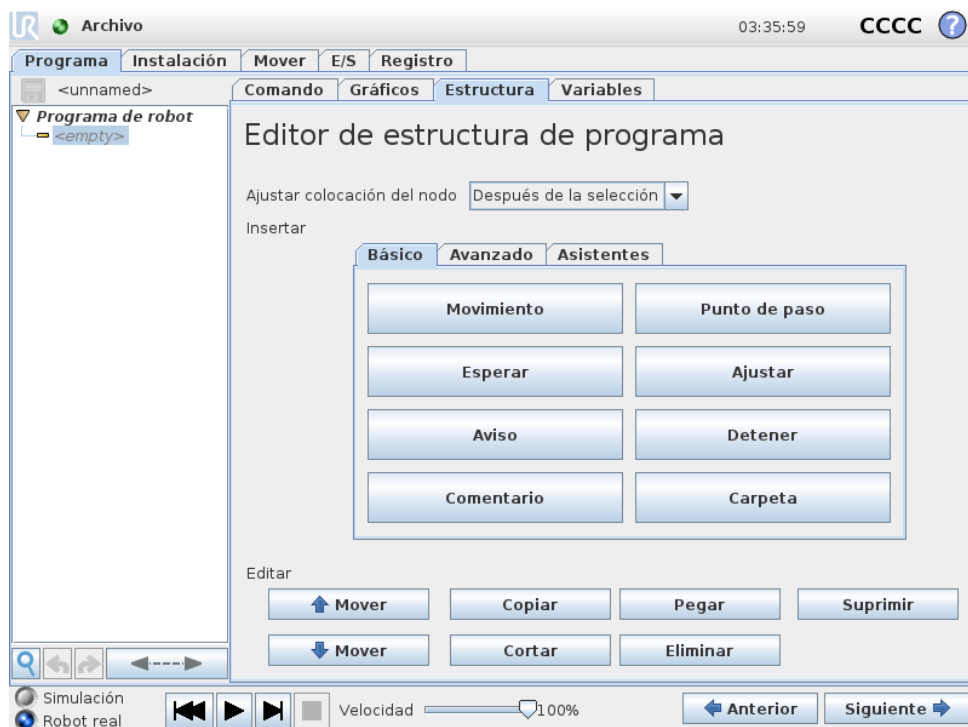 UR Archivo 03:35:59 CCCC ?
Programa Instalación Mover E/S Registro
<unnamed> Comando Gráficos Estructura Variables
Programa de robot
<empty>
Editor de estructura de programa
Ajustar colocación del nodo Después de la selección
Insertar
Básico Avanzado Asistentes
Movimiento Punto de paso
Esperar Ajustar
Aviso Detener
Comentario Carpeta
Editar
Mover Copiar Pegar Suprimir
Mover Cortar Eliminar
Simulación
Robot real
Velocidad 100% Anterior Siguiente